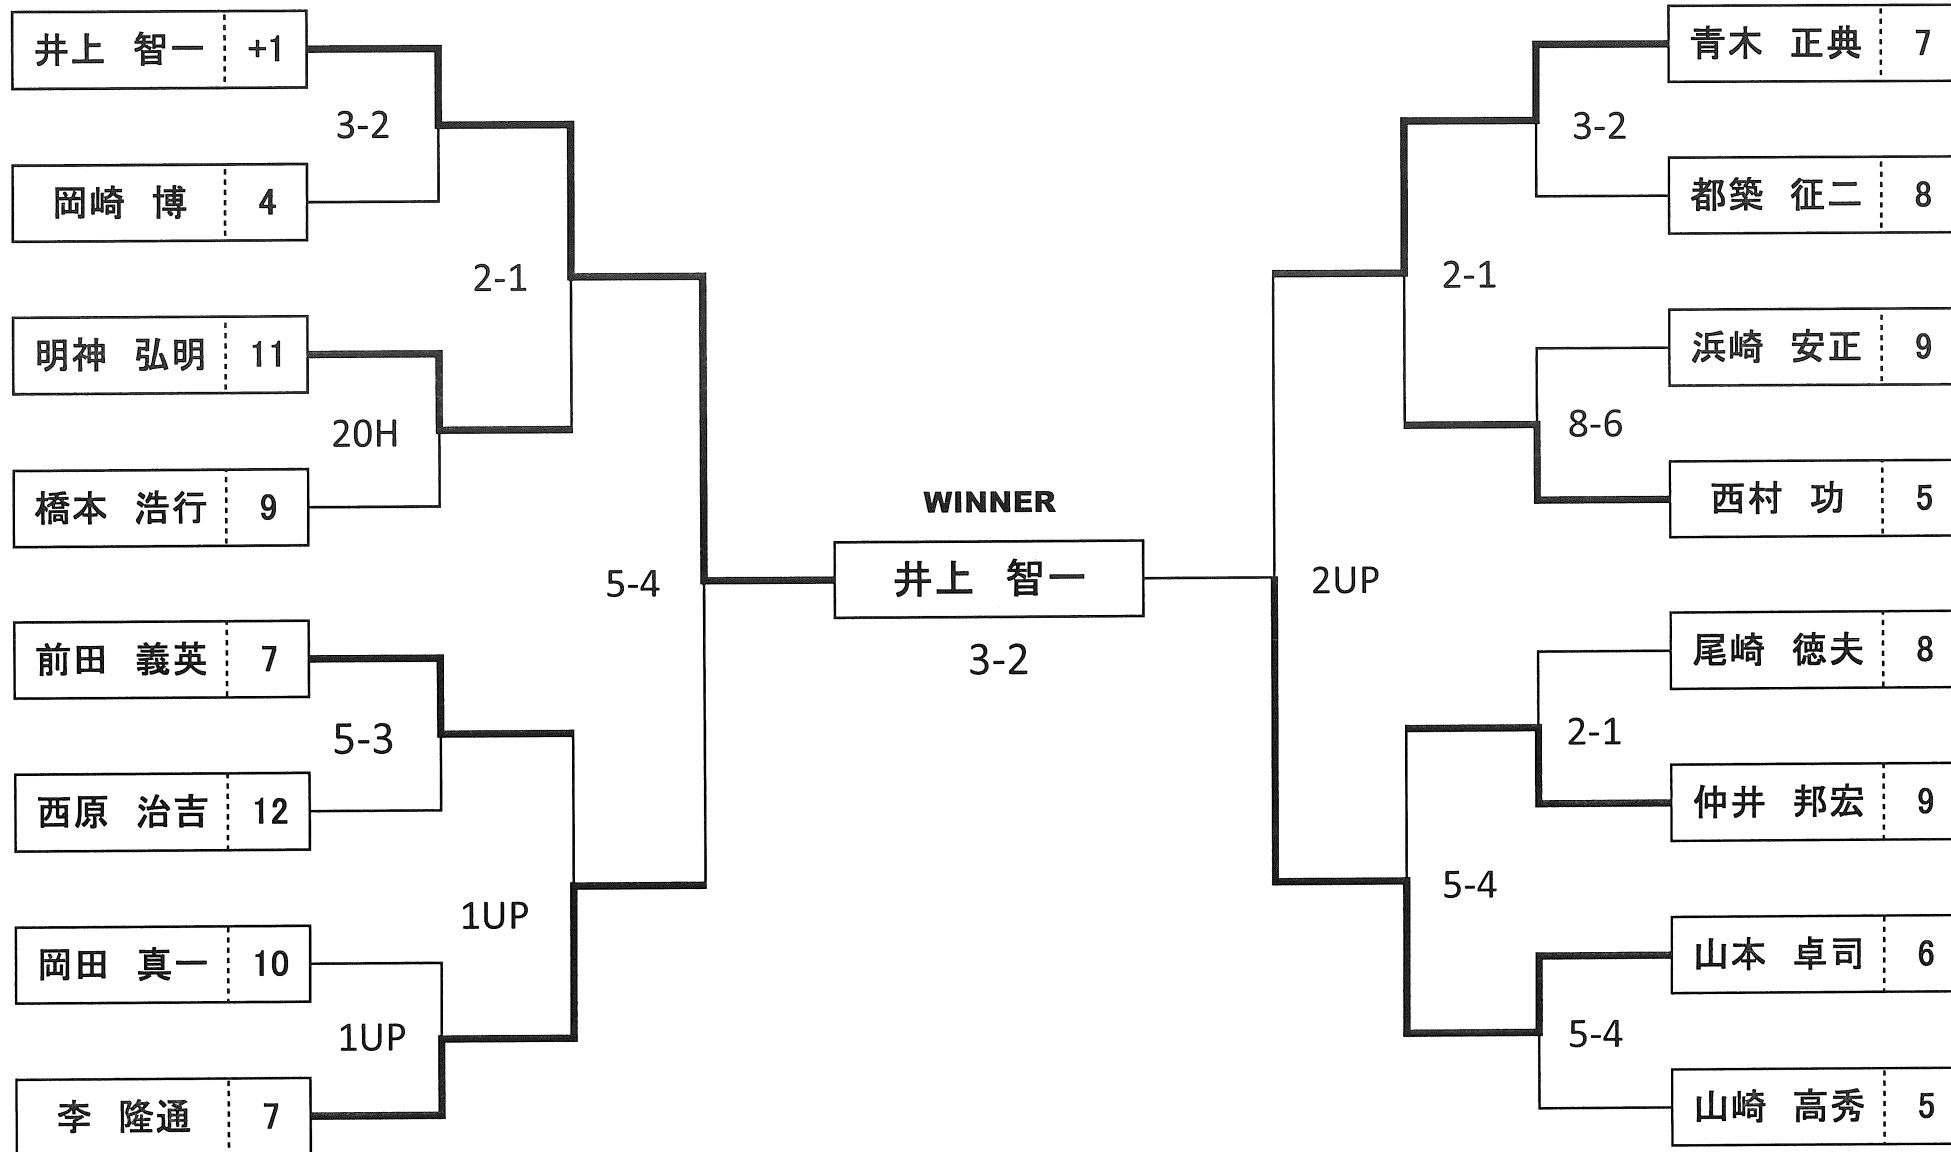 井上 智一 +1
3-2
岡崎 博 4
2-1
明神 弘明 11
20H
橋本 浩行 9
5-4
前田 義英 7
5-3
西原 治吉 12
1UP
岡田 真一 10
1UP
李 隆通 7
WINNER
井上 智一
3-2
青木 正典 7
3-2
都築 征二 8
2-1
浜崎 安正 9
8-6
西村 功 5
2UP
尾崎 徳夫 8
2-1
仲井 邦宏 9
5-4
山本 卓司 6
5-4
山崎 高秀 5